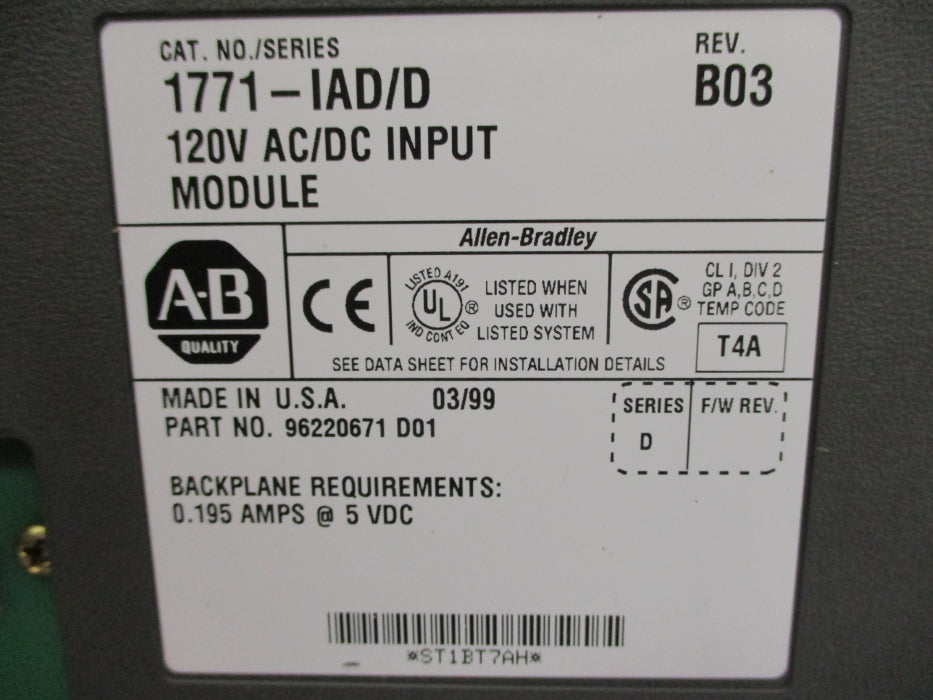 CAT. NO./SERIES
REV.
1771-IAD/D
B03
120V AC/DC INPUT
MODULE
Allen-Bradley
A-B
QUALITY
CE
LISTED A191
UL ®
IND CONT EQ
LISTED WHEN
USED WITH
LISTED SYSTEM
SA ®
CL I, DIV 2
GP A,B,C,D
TEMP CODE
T4A
SEE DATA SHEET FOR INSTALLATION DETAILS
MADE IN U.S.A. 03/99
PART NO. 96220671 D01
SERIES F/W REV.
D
BACKPLANE REQUIREMENTS:
0.195 AMPS @ 5 VDC
*ST1BT7AH*